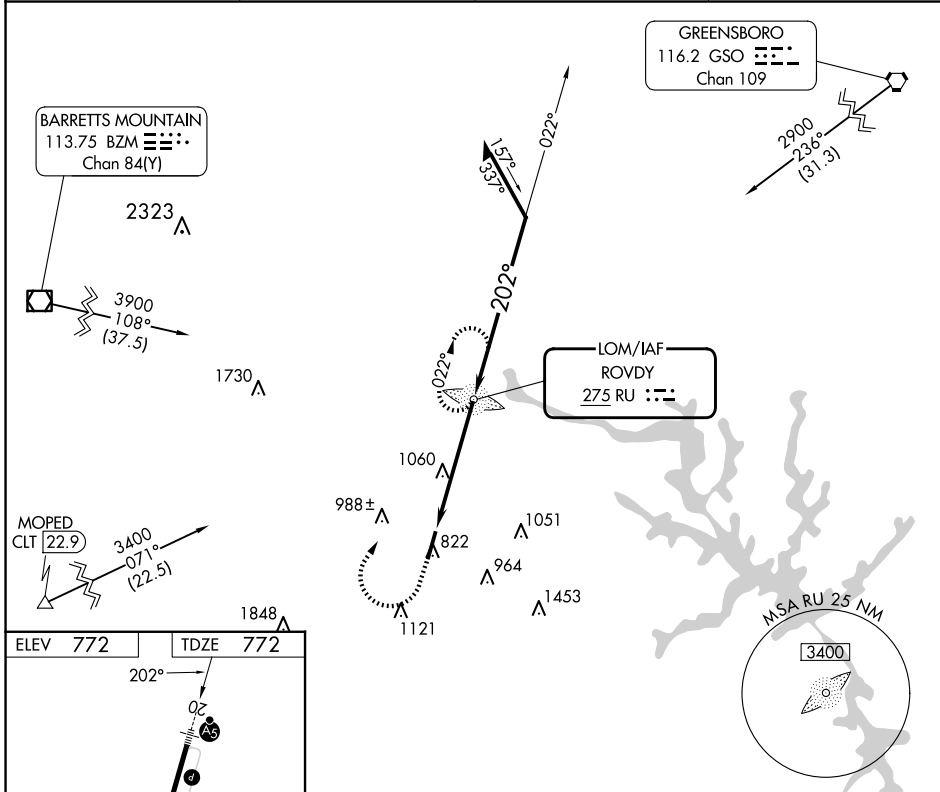 GREENSBORO
116.2 GSO
Chan 109
2900
236°
(31.3)
BARRETTS MOUNTAIN
113.75 BZM
Chan 84(Y)
022°
157°
337°
2323
202°
3900
108°
(37.5)
022°
LOM/IAF
ROVDY
275 RU
1730
1060
988±
1051
822
MOPED
CLT 22.9
3400
071°
(22.5)
964
1453
1848
1121
MSA RU 25 NM
3400
ELEV 772
TDZE 772
202°
20
A5
P